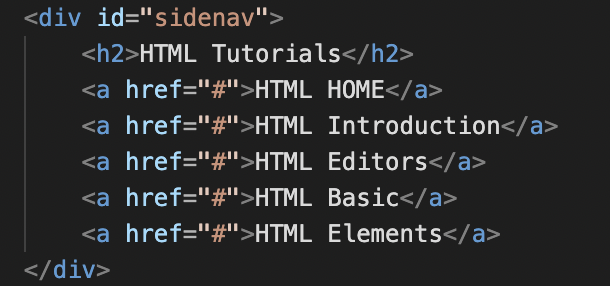 <div id="sidenav">
<h2>HTML Tutorials</h2>
<a href="#">HTML HOME</a>
<a href="#">HTML Introduction</a>
<a href="#">HTML Editors</a>
<a href="#">HTML Basic</a>
<a href="#">HTML Elements</a>
</div>